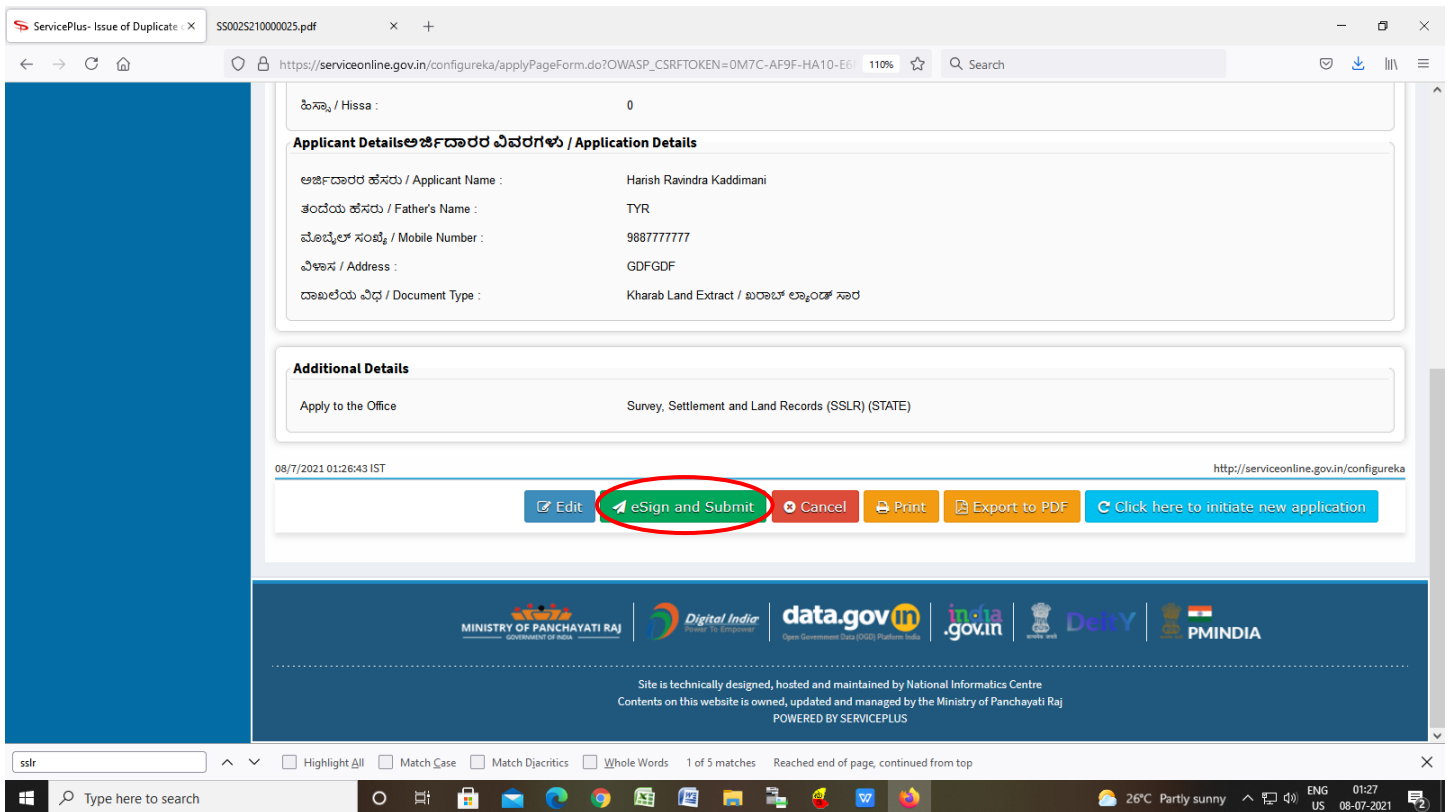 ServicePlus- Issue of Duplicate c
SS002S210000025.pdf
https://serviceonline.gov.in/configureka/applyPageForm.do?OWASP_CSRFTOKEN=0M7C-AF9F-HA10-E6
110%
Search
ಹಿಸ್ಸಾ / Hissa : 0
Applicant Detailsಅರ್ಜಿದಾರರ ವಿವರಗಳು / Application Details
ಅರ್ಜಿದಾರರ ಹೆಸರು / Applicant Name : Harish Ravindra Kaddimani
ತಂದೆಯ ಹೆಸರು / Father's Name : TYR
ಮೊಬೈಲ್ ಸಂಖ್ಯೆ / Mobile Number : 9887777777
ವಿಳಾಸ / Address : GDFGDF
ದಾಖಲೆಯ ವಿಧ / Document Type : Kharab Land Extract / ಖರಾಬ್ ಲ್ಯಾಂಡ್ ಸಾರ
Additional Details
Apply to the Office Survey, Settlement and Land Records (SSLR) (STATE)
08/7/2021 01:26:43 IST http://serviceonline.gov.in/configureka
Edit eSign and Submit Cancel Print Export to PDF Click here to initiate new application
MINISTRY OF PANCHAYATI RAJ
GOVERNMENT OF INDIA
Digital India
Power To Empower
data.gov in
Open Government Data (OGD) Platform India
india
.gov.in
DeitY
PMINDIA
Site is technically designed, hosted and maintained by National Informatics Centre
Contents on this website is owned, updated and managed by the Ministry of Panchayati Raj
POWERED BY SERVICEPLUS
sslr Highlight All Match Case Match Diacritics Whole Words 1 of 5 matches Reached end of page, continued from top
Type here to search
26°C Partly sunny
ENG
US
01:27
08-07-2021
2